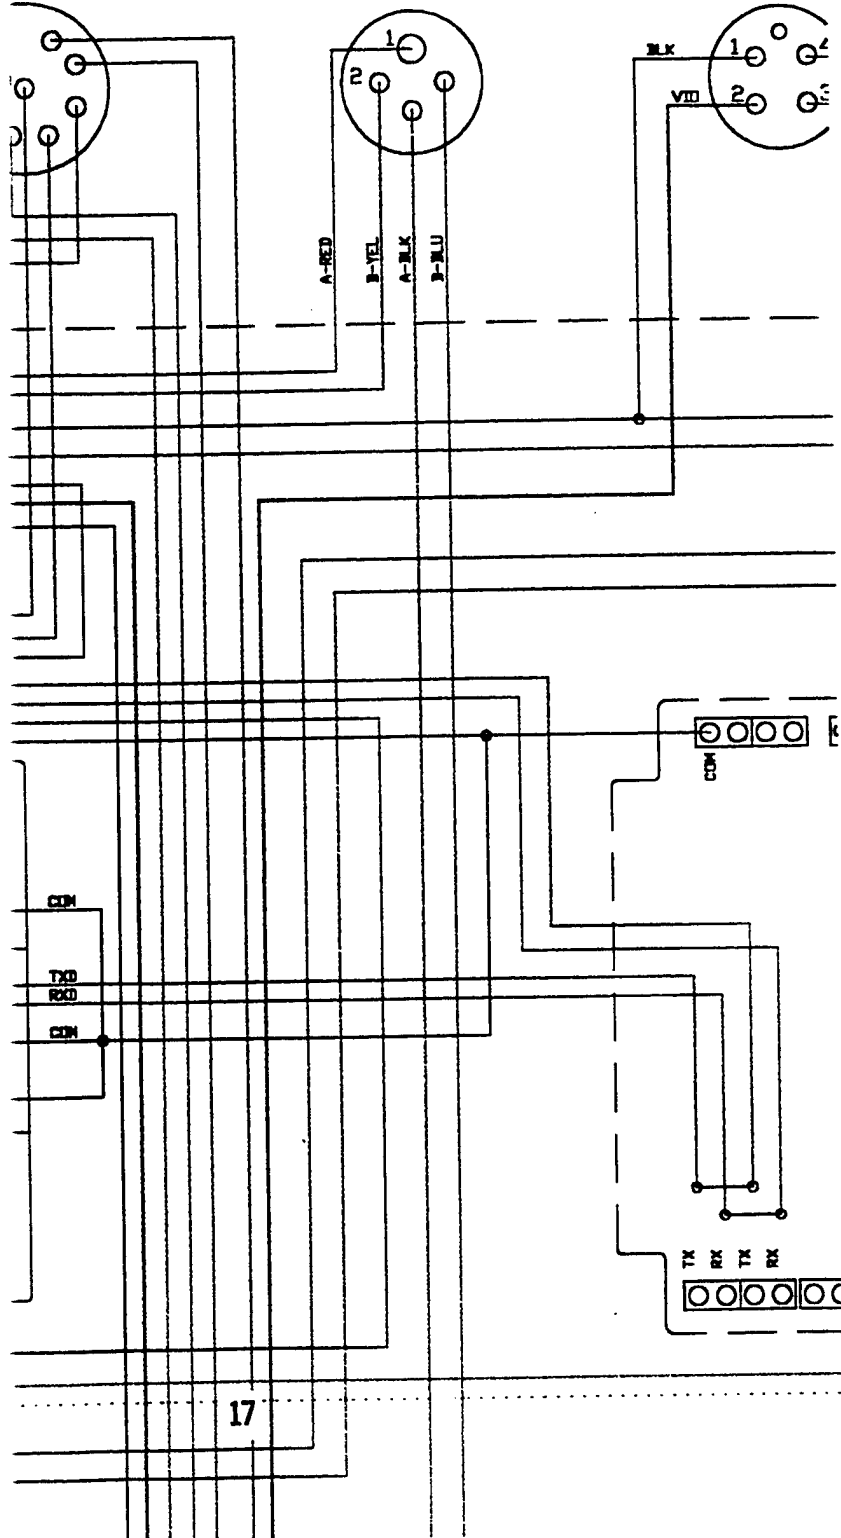 1
2
BLK 1
VIO 2
A-RED
B-YEL
A-BLK
B-BLU
COM
COM
TXD
RXD
COM
TX
RX
TX
RX
17